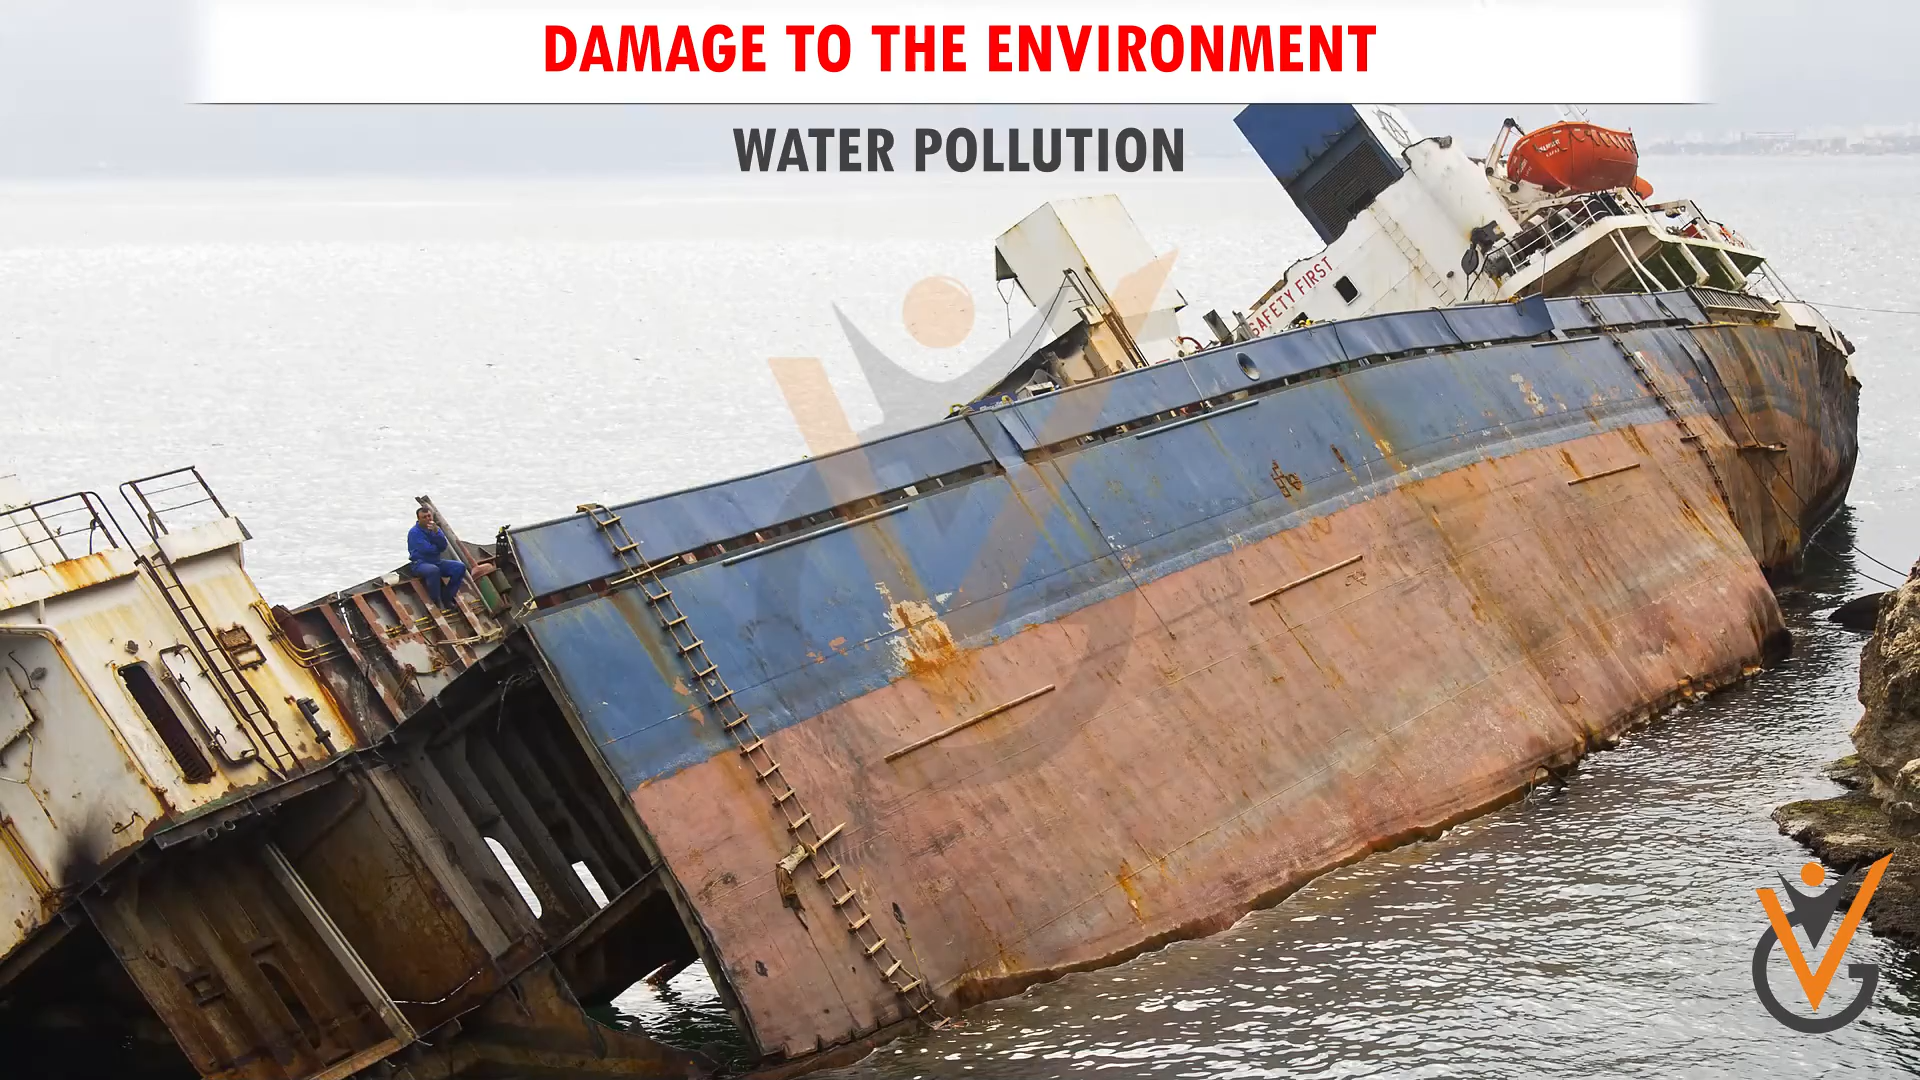 DAMAGE TO THE ENVIRONMENT
WATER POLLUTION
SAFETY FIRST